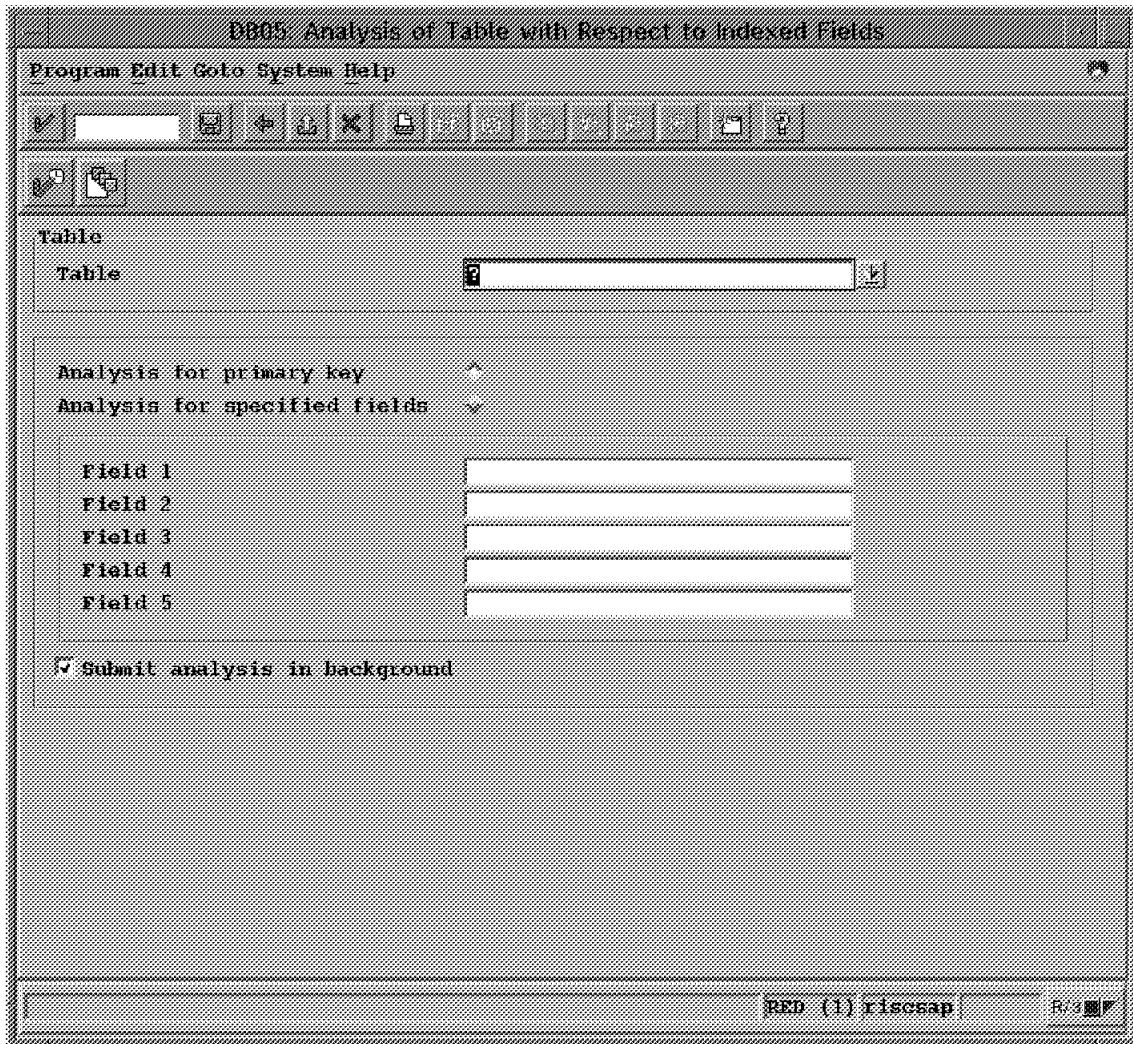 DB05: Analysis of Table with Respect to Indexed Fields
Program Edit Goto System Help
Table
Table ?
Analysis for primary key
Analysis for specified fields
Field 1
Field 2
Field 3
Field 4
Field 5
Submit analysis in background
RED (1) riscsap R/3